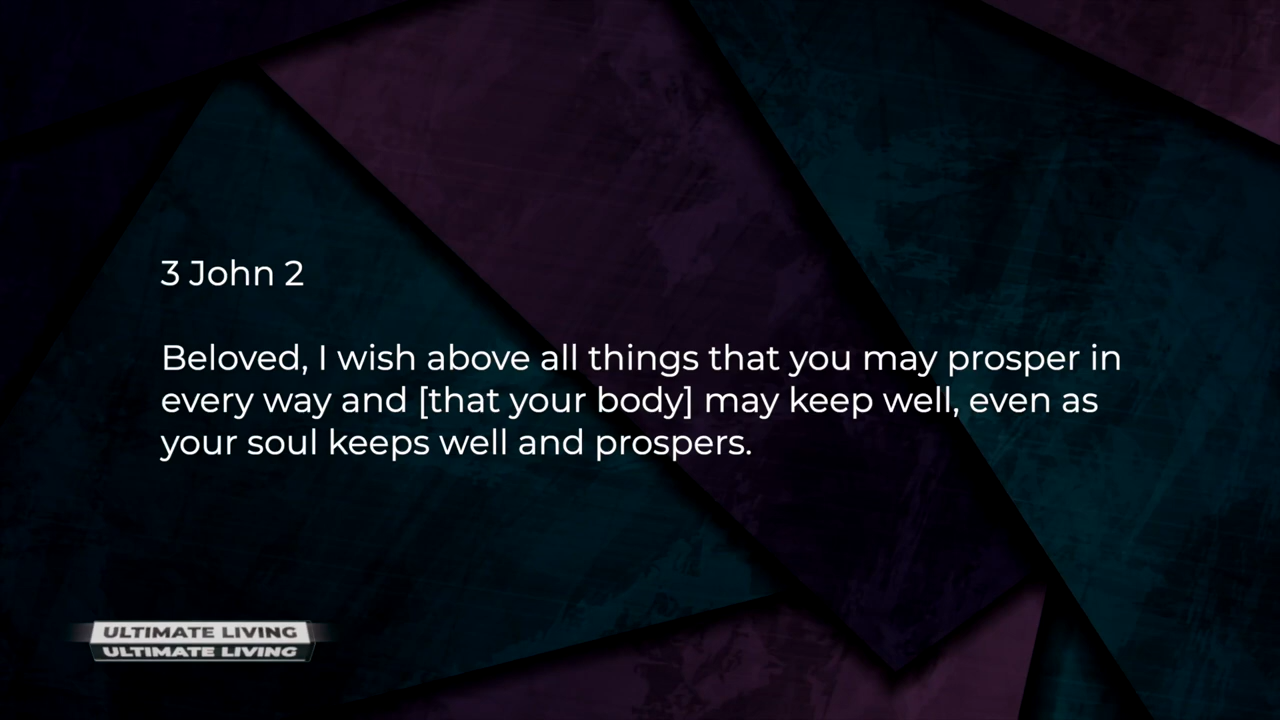 3 John 2
Beloved, I wish above all things that you may prosper in
every way and [that your body] may keep well, even as
your soul keeps well and prospers.
ULTIMATE LIVING
ULTIMATE LIVING